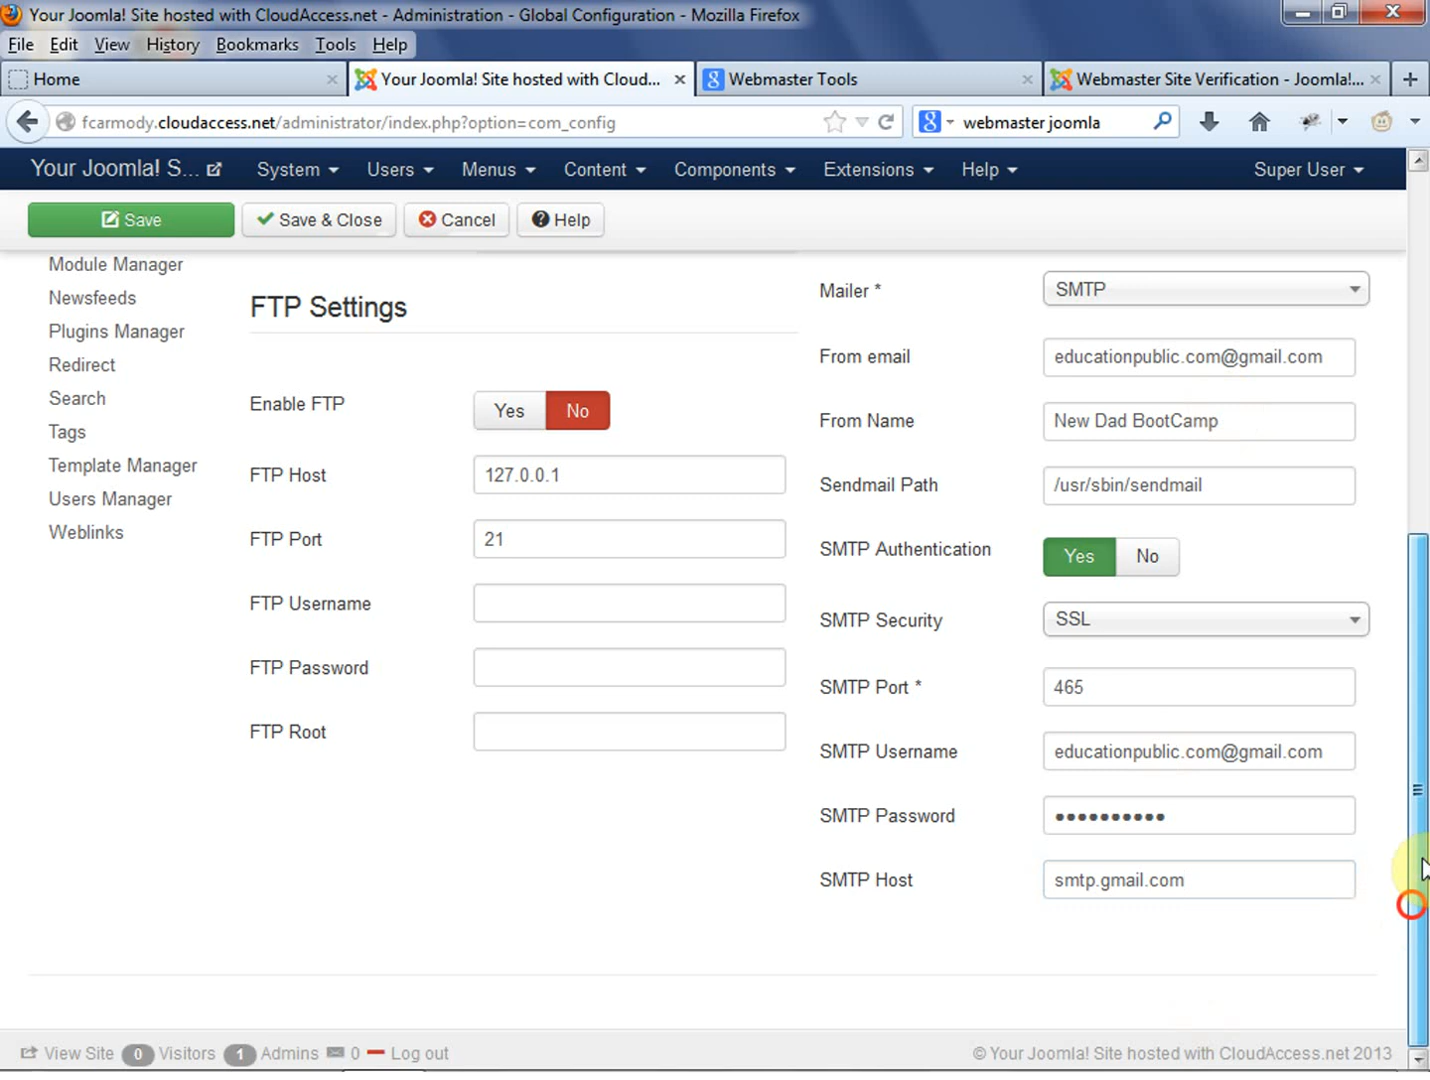 Your Joomla! Site hosted with CloudAccess.net - Administration - Global Configuration - Mozilla Firefox
File Edit View History Bookmarks Tools Help
Home
Your Joomla! Site hosted with Cloud...
Webmaster Tools
Webmaster Site Verification - Joomla!...
fcarmody.cloudaccess.net/administrator/index.php?option=com_config
webmaster joomla
Your Joomla! S... System Users Menus Content Components Extensions Help Super User
Save Save & Close Cancel Help
Module Manager
Newsfeeds
Plugins Manager
Redirect
Search
Tags
Template Manager
Users Manager
Weblinks
FTP Settings
Enable FTP Yes No
FTP Host 127.0.0.1
FTP Port 21
FTP Username
FTP Password
FTP Root
Mailer * SMTP
From email educationpublic.com@gmail.com
From Name New Dad BootCamp
Sendmail Path /usr/sbin/sendmail
SMTP Authentication Yes No
SMTP Security SSL
SMTP Port * 465
SMTP Username educationpublic.com@gmail.com
SMTP Password ••••••••••
SMTP Host smtp.gmail.com
View Site 0 Visitors 1 Admins 0 Log out
© Your Joomla! Site hosted with CloudAccess.net 2013